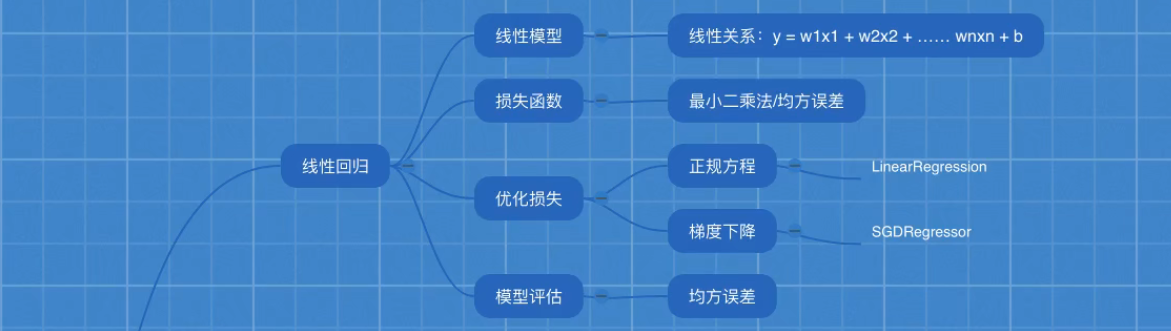 线性回归
线性模型
线性关系：y = w1x1 + w2x2 + …… wnxn + b
损失函数
最小二乘法/均方误差
优化损失
正规方程
LinearRegression
梯度下降
SGDRegressor
模型评估
均方误差